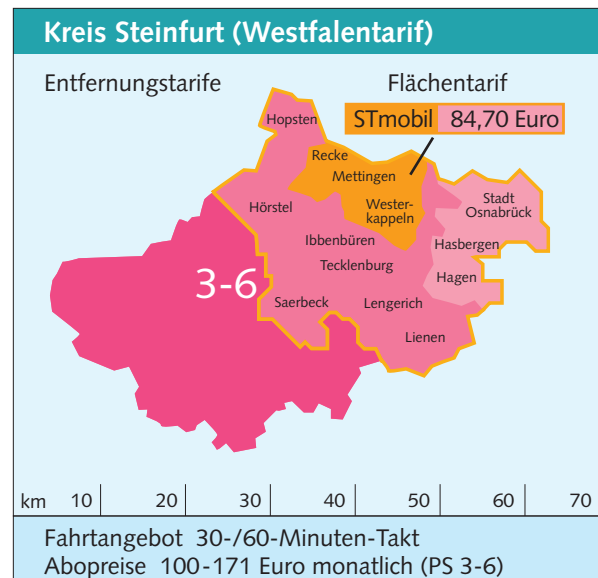 Kreis Steinfurt (Westfalentarif)
Entfernungstarife
Flächentarif
STmobil 84,70 Euro
Hopsten
Recke
Mettingen
Hörstel
Wester-
kappeln
Stadt
Osnabrück
Ibbenbüren
Hasbergen
Tecklenburg
3-6
Hagen
Saerbeck
Lengerich
Lienen
km 10 20 30 40 50 60 70
Fahrtangebot 30-/60-Minuten-Takt
Abopreise 100-171 Euro monatlich (PS 3-6)